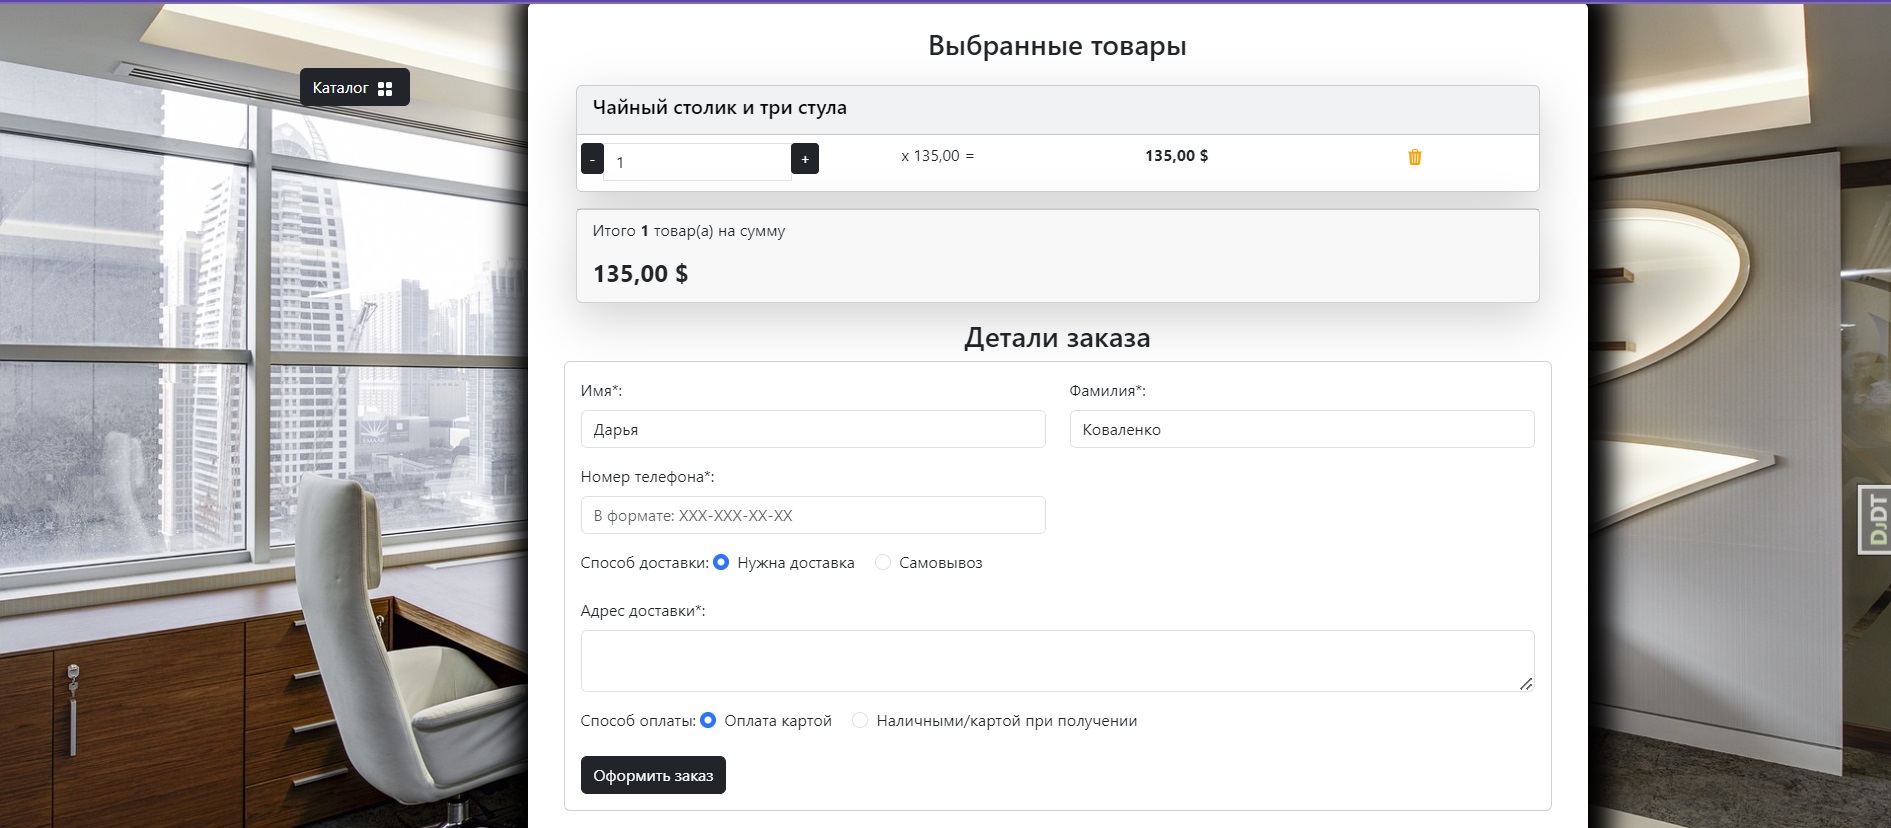 Выбранные товары
Каталог
Чайный столик и три стула
- 1 + x 135,00 = 135,00 $
Итого 1 товар(а) на сумму
135,00 $
Детали заказа
Имя*: Фамилия*:
Дарья Коваленко
Номер телефона*:
В формате: XXX-XXX-XX-XX
DJDT
Способ доставки: Нужна доставка Самовывоз
Адрес доставки*:
Способ оплаты: Оплата картой Наличными/картой при получении
Оформить заказ